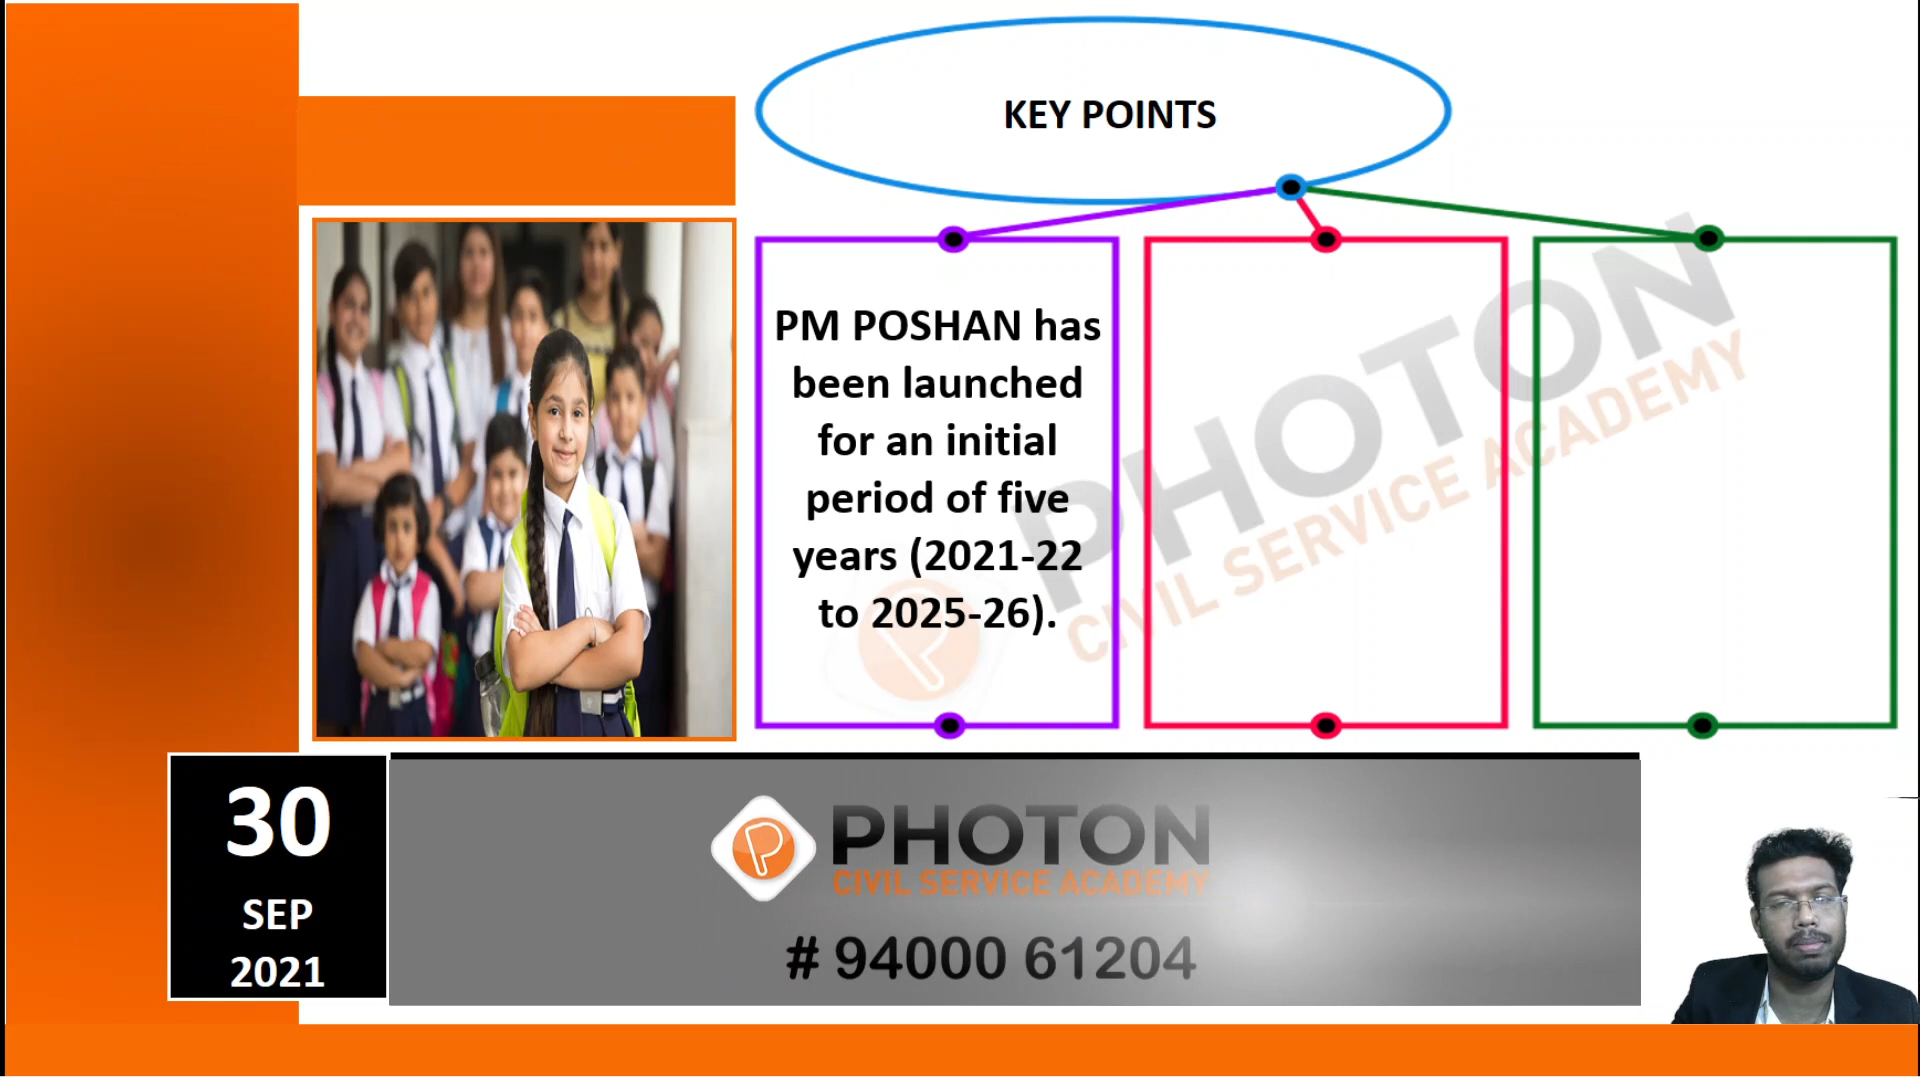 KEY POINTS
PM POSHAN has
been launched
for an initial
period of five
years (2021-22
to 2025-26).
PHOTON
CIVIL SERVICE ACADEMY
30
SEP
2021
PHOTON
CIVIL SERVICE ACADEMY
# 94000 61204